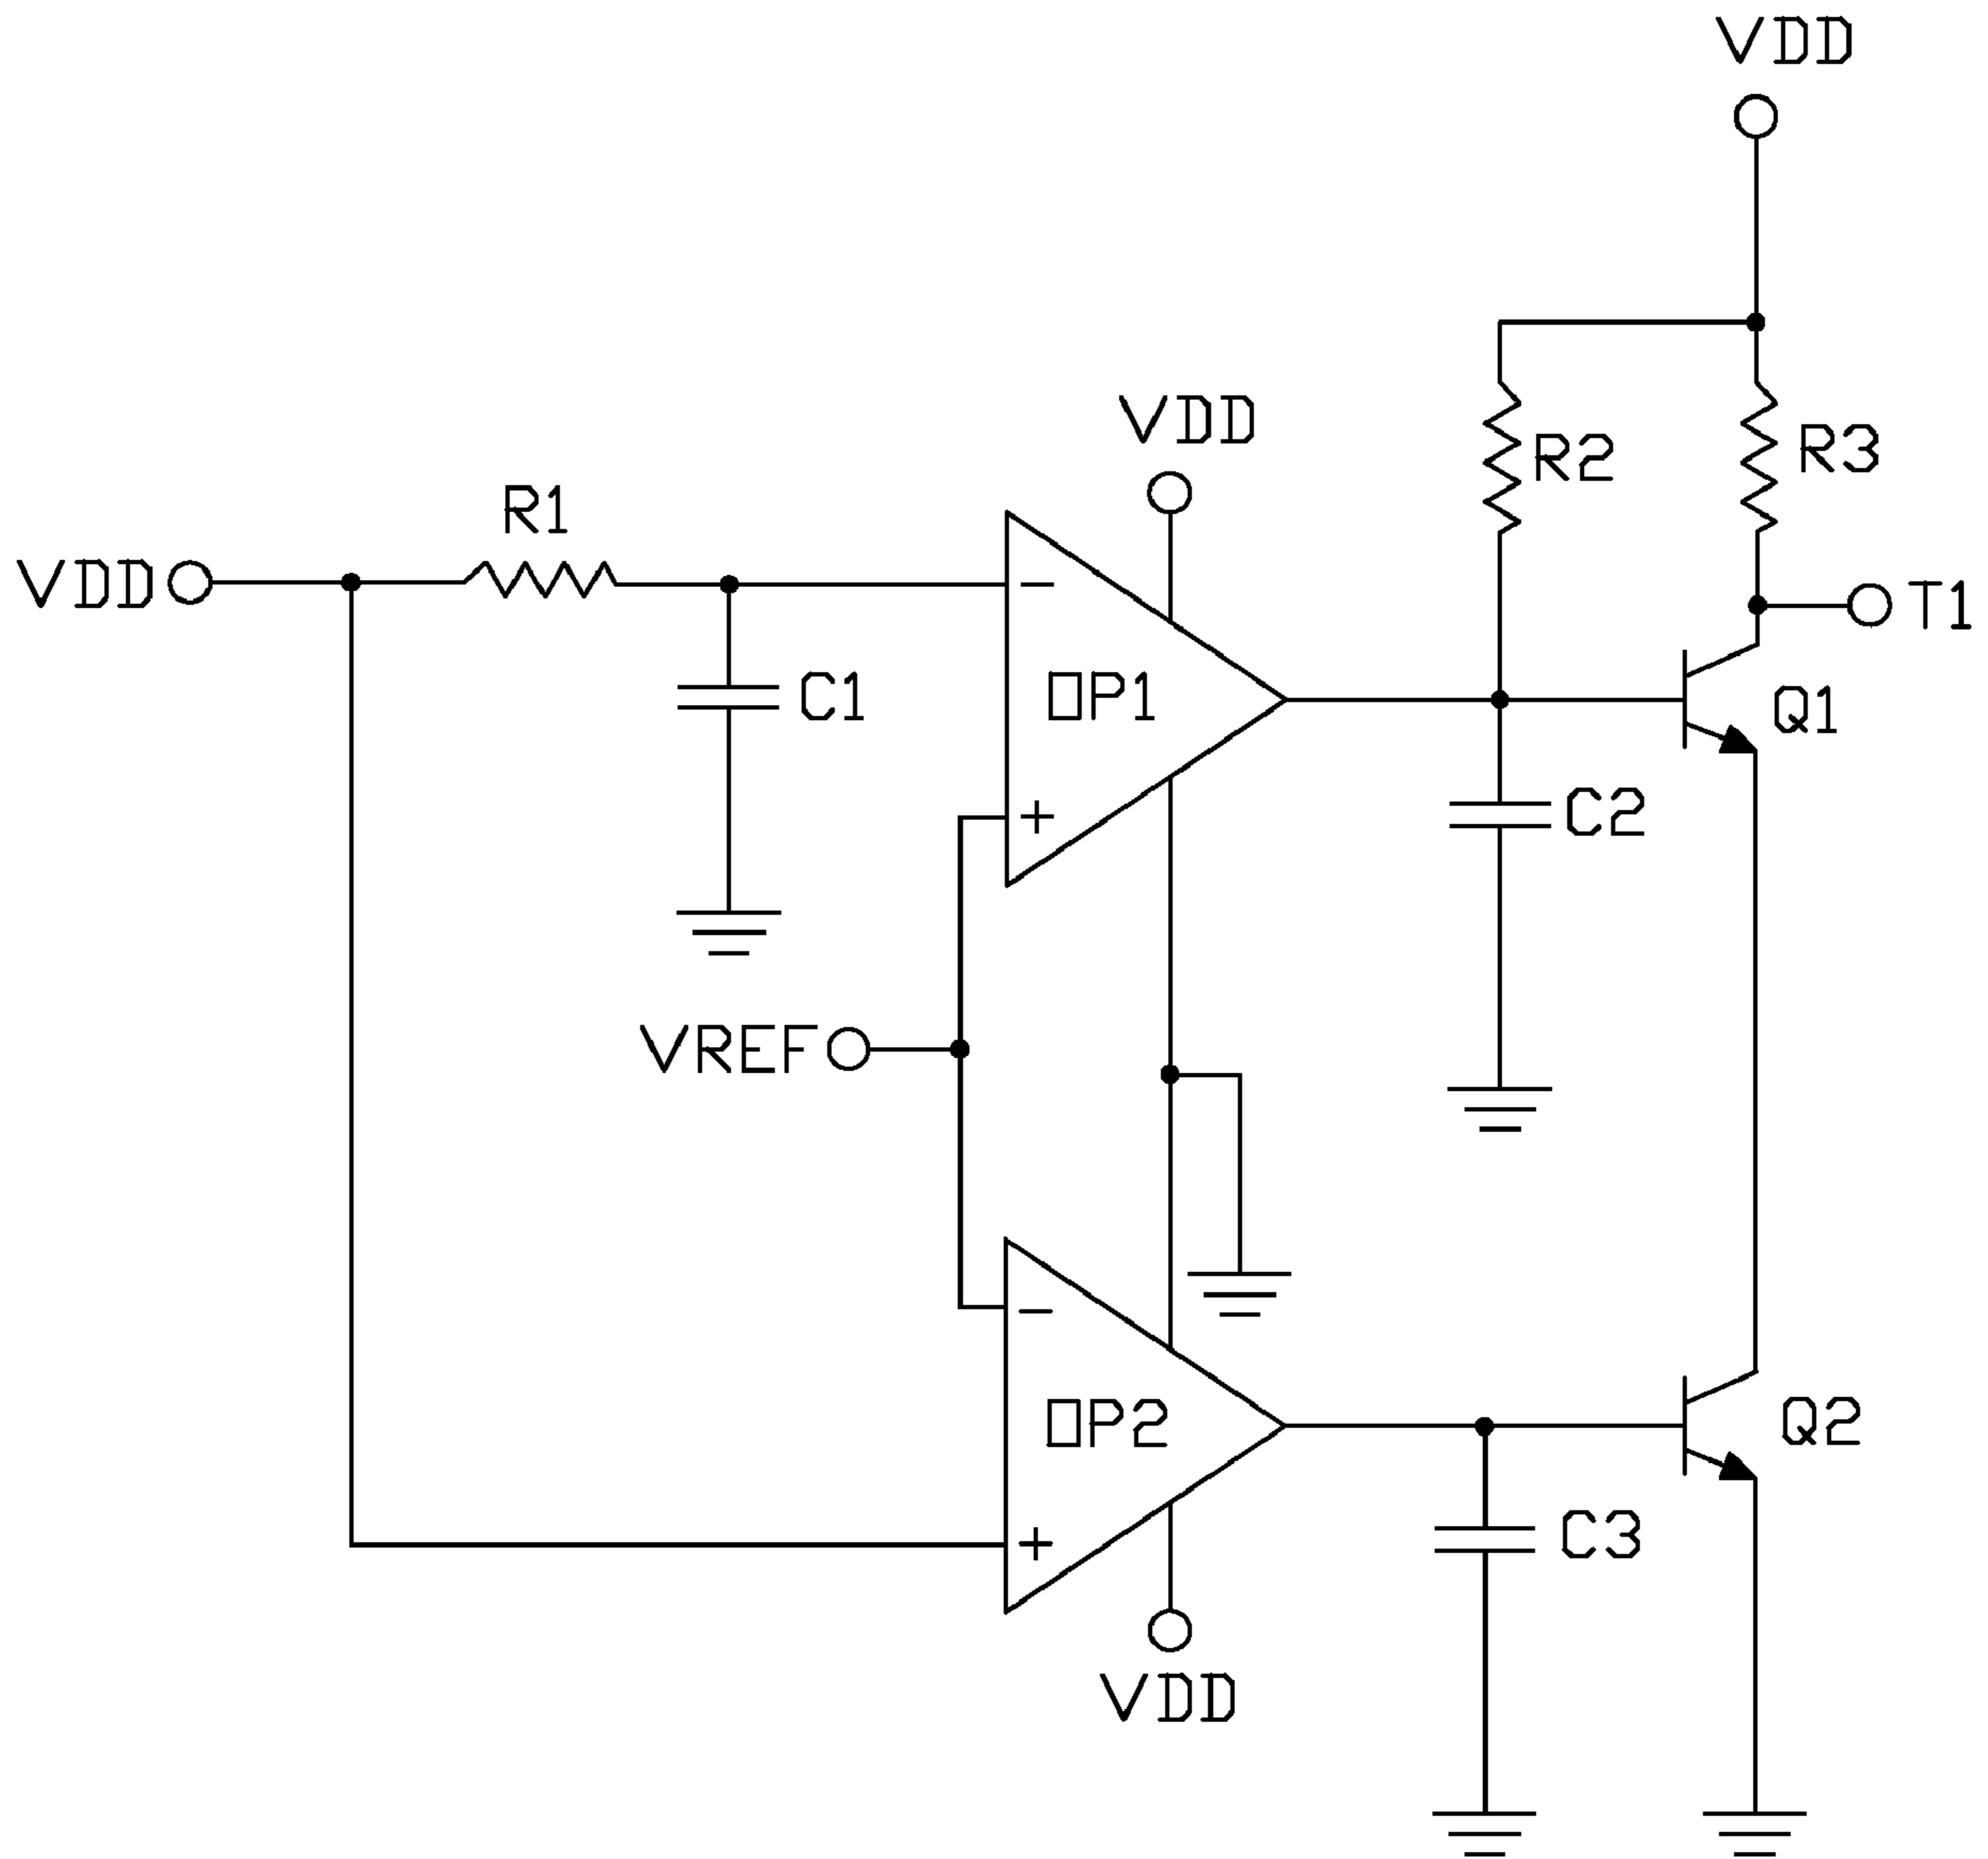 VDD
VDD
R2
R3
R1
VDD
T1
C1
OP1
Q1
-
+
C2
VREF
-
OP2
Q2
+
C3
VDD